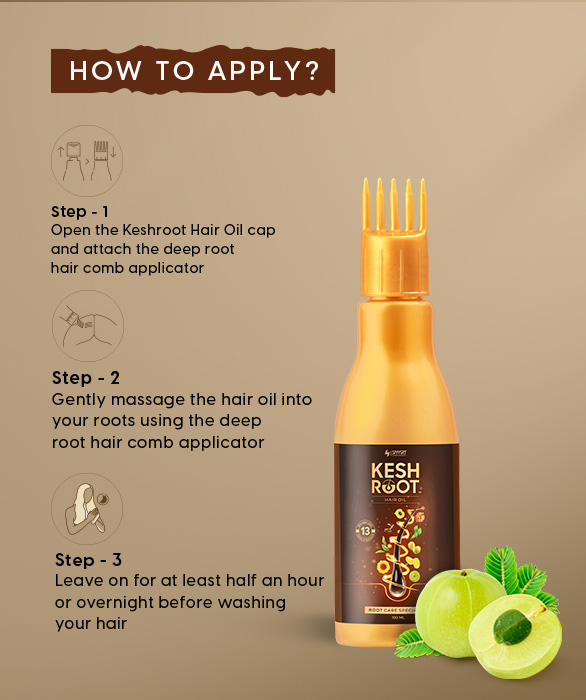 HOW TO APPLY?
Step - 1
Open the Keshroot Hair Oil cap
and attach the deep root
hair comb applicator
Step - 2
Gently massage the hair oil into
your roots using the deep
root hair comb applicator
Step - 3
Leave on for at least half an hour
or overnight before washing
your hair
by
KESH
ROOT
HAIR OIL
13
ROOT CARE
100 ML